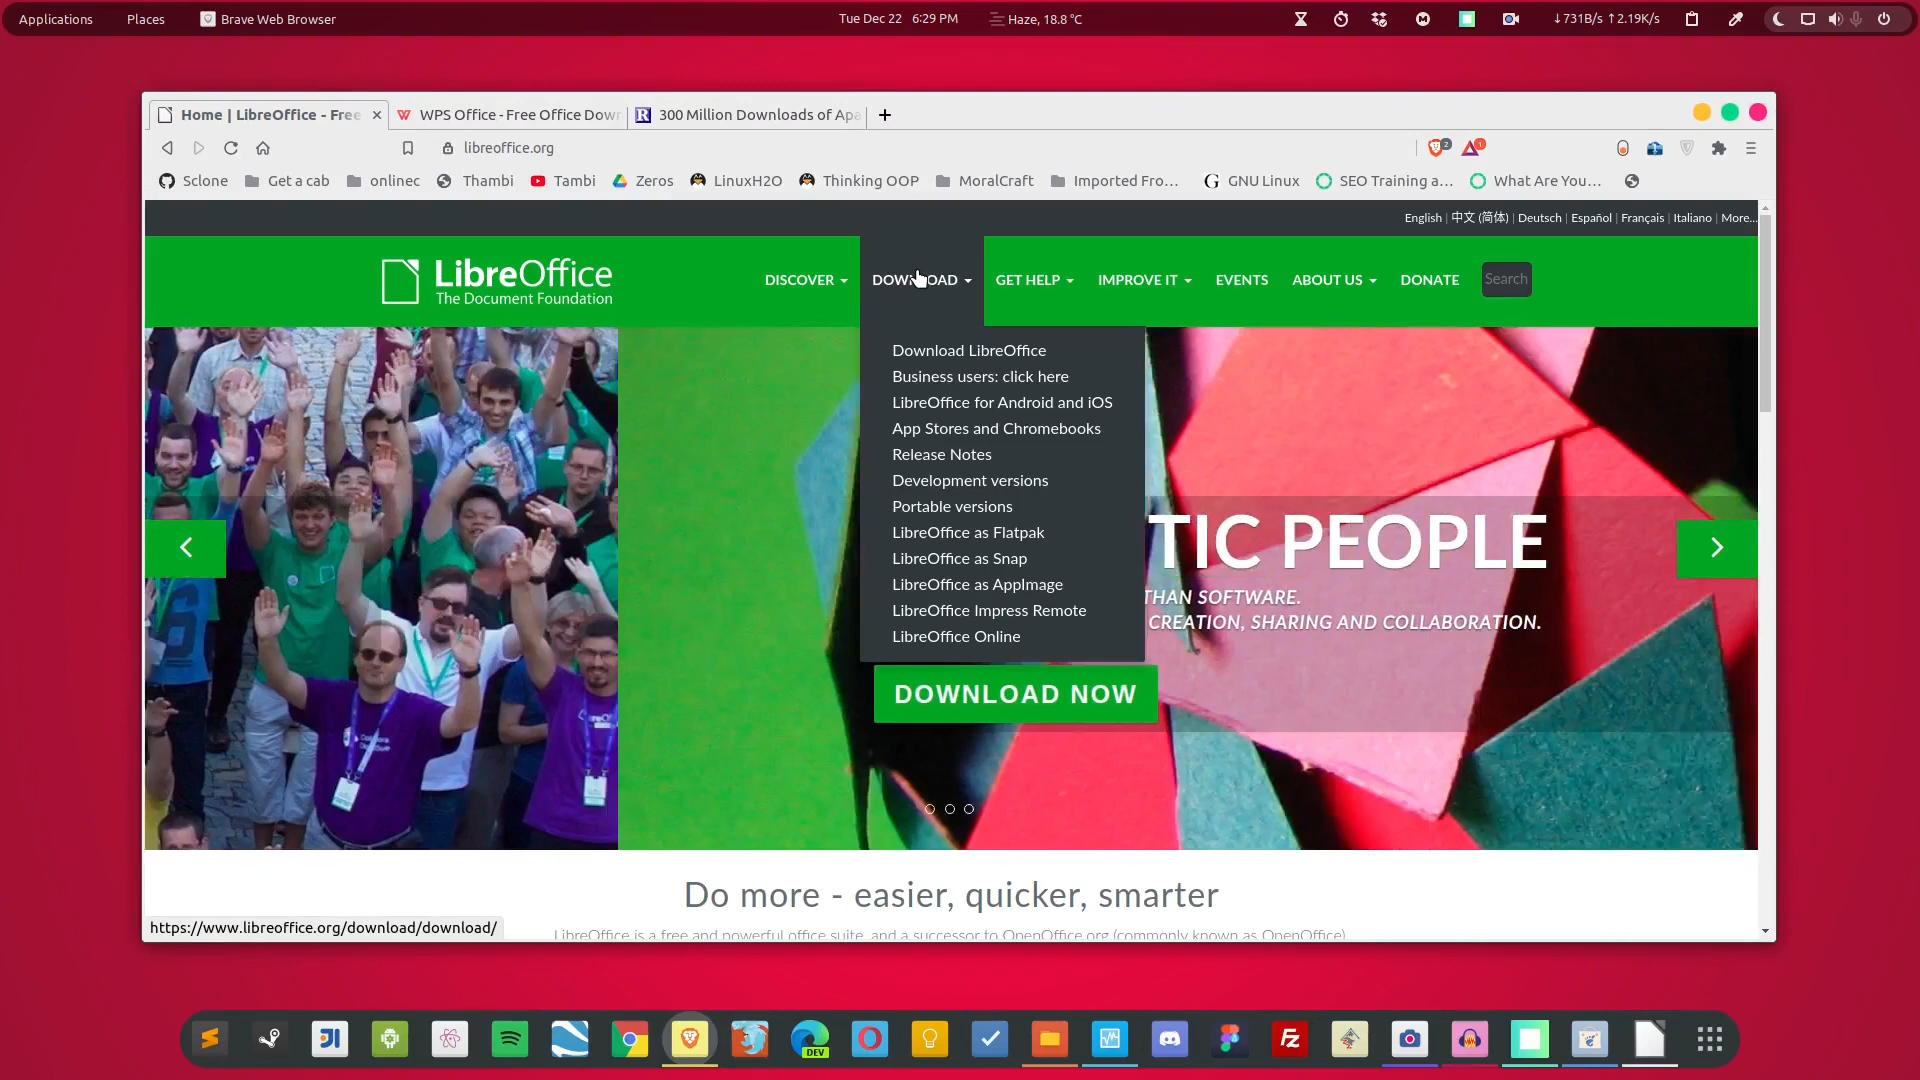 Applications Places Brave Web Browser Tue Dec 22 6:29 PM Haze, 18.8 °C ↓731B/s ↑2.19K/s
Home | LibreOffice - Free WPS Office - Free Office Dow 300 Million Downloads of Apa
libreoffice.org 2 1
Sclone Get a cab onlinec Thambi Tambi Zeros LinuxH2O Thinking OOP MoralCraft Imported Fro... GNU Linux SEO Training a... What Are You...
English | 中文 (简体) | Deutsch | Español | Français | Italiano | More...
LibreOffice
The Document Foundation
DISCOVER DOWNLOAD GET HELP IMPROVE IT EVENTS ABOUT US DONATE Search
Download LibreOffice
Business users: click here
LibreOffice for Android and iOS
App Stores and Chromebooks
Release Notes
Development versions
Portable versions
LibreOffice as Flatpak
LibreOffice as Snap
LibreOffice as AppImage
LibreOffice Impress Remote
LibreOffice Online
TIC PEOPLE
THAN SOFTWARE.
CREATION, SHARING AND COLLABORATION.
DOWNLOAD NOW
Do more - easier, quicker, smarter
LibreOffice is a free and powerful office suite, and a successor to OpenOffice.org (commonly known as OpenOffice).
https://www.libreoffice.org/download/download/
DEV